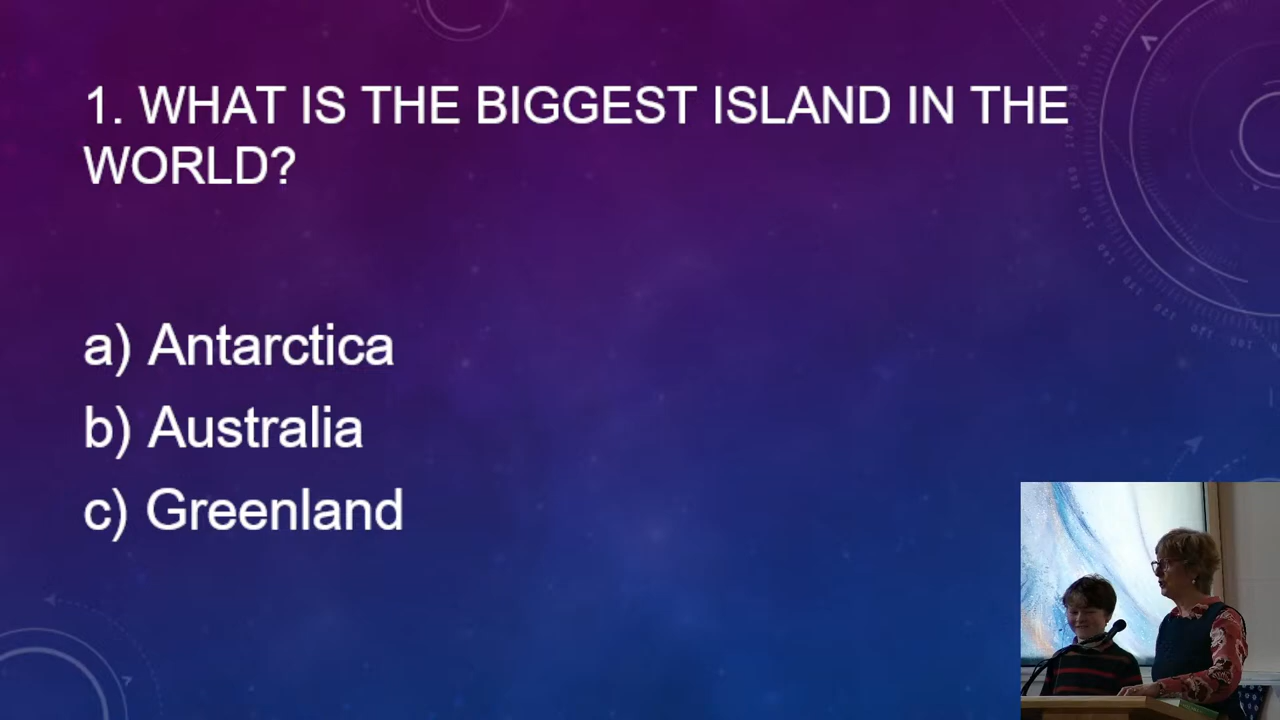 1. WHAT IS THE BIGGEST ISLAND IN THE
WORLD?
a) Antarctica
b) Australia
c) Greenland